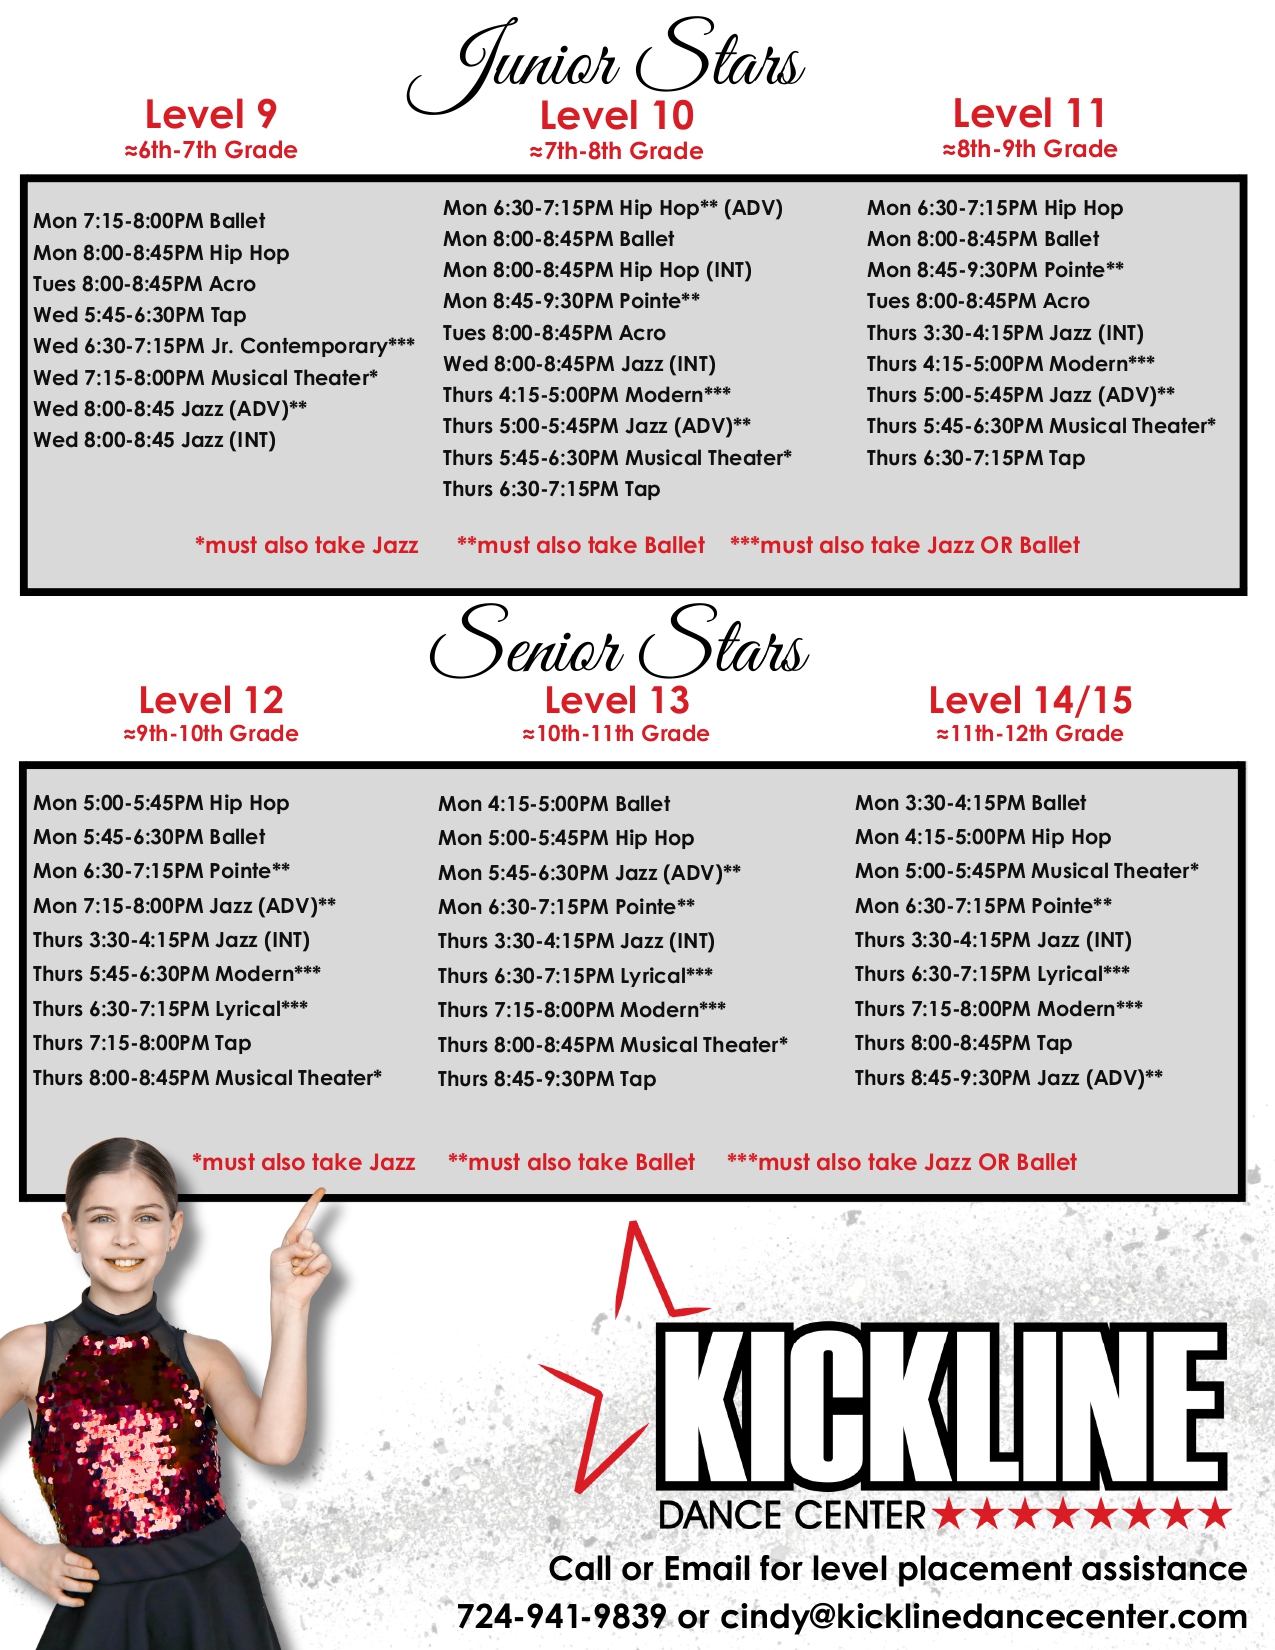 Junior Stars
Level 9
≈6th-7th Grade
Level 10
≈7th-8th Grade
Level 11
≈8th-9th Grade
Mon 7:15-8:00PM Ballet
Mon 8:00-8:45PM Hip Hop
Tues 8:00-8:45PM Acro
Wed 5:45-6:30PM Tap
Wed 6:30-7:15PM Jr. Contemporary***
Wed 7:15-8:00PM Musical Theater*
Wed 8:00-8:45 Jazz (ADV)**
Wed 8:00-8:45 Jazz (INT)
Mon 6:30-7:15PM Hip Hop** (ADV)
Mon 8:00-8:45PM Ballet
Mon 8:00-8:45PM Hip Hop (INT)
Mon 8:45-9:30PM Pointe**
Tues 8:00-8:45PM Acro
Wed 8:00-8:45PM Jazz (INT)
Thurs 4:15-5:00PM Modern***
Thurs 5:00-5:45PM Jazz (ADV)**
Thurs 5:45-6:30PM Musical Theater*
Thurs 6:30-7:15PM Tap
Mon 6:30-7:15PM Hip Hop
Mon 8:00-8:45PM Ballet
Mon 8:45-9:30PM Pointe**
Tues 8:00-8:45PM Acro
Thurs 3:30-4:15PM Jazz (INT)
Thurs 4:15-5:00PM Modern***
Thurs 5:00-5:45PM Jazz (ADV)**
Thurs 5:45-6:30PM Musical Theater*
Thurs 6:30-7:15PM Tap
*must also take Jazz **must also take Ballet ***must also take Jazz OR Ballet
Senior Stars
Level 12
≈9th-10th Grade
Level 13
≈10th-11th Grade
Level 14/15
≈11th-12th Grade
Mon 5:00-5:45PM Hip Hop
Mon 5:45-6:30PM Ballet
Mon 6:30-7:15PM Pointe**
Mon 7:15-8:00PM Jazz (ADV)**
Thurs 3:30-4:15PM Jazz (INT)
Thurs 5:45-6:30PM Modern***
Thurs 6:30-7:15PM Lyrical***
Thurs 7:15-8:00PM Tap
Thurs 8:00-8:45PM Musical Theater*
Mon 4:15-5:00PM Ballet
Mon 5:00-5:45PM Hip Hop
Mon 5:45-6:30PM Jazz (ADV)**
Mon 6:30-7:15PM Pointe**
Thurs 3:30-4:15PM Jazz (INT)
Thurs 6:30-7:15PM Lyrical***
Thurs 7:15-8:00PM Modern***
Thurs 8:00-8:45PM Musical Theater*
Thurs 8:45-9:30PM Tap
Mon 3:30-4:15PM Ballet
Mon 4:15-5:00PM Hip Hop
Mon 5:00-5:45PM Musical Theater*
Mon 6:30-7:15PM Pointe**
Thurs 3:30-4:15PM Jazz (INT)
Thurs 6:30-7:15PM Lyrical***
Thurs 7:15-8:00PM Modern***
Thurs 8:00-8:45PM Tap
Thurs 8:45-9:30PM Jazz (ADV)**
*must also take Jazz **must also take Ballet ***must also take Jazz OR Ballet
KICKLINE
DANCE CENTER
Call or Email for level placement assistance
724-941-9839 or cindy@kicklinedancecenter.com